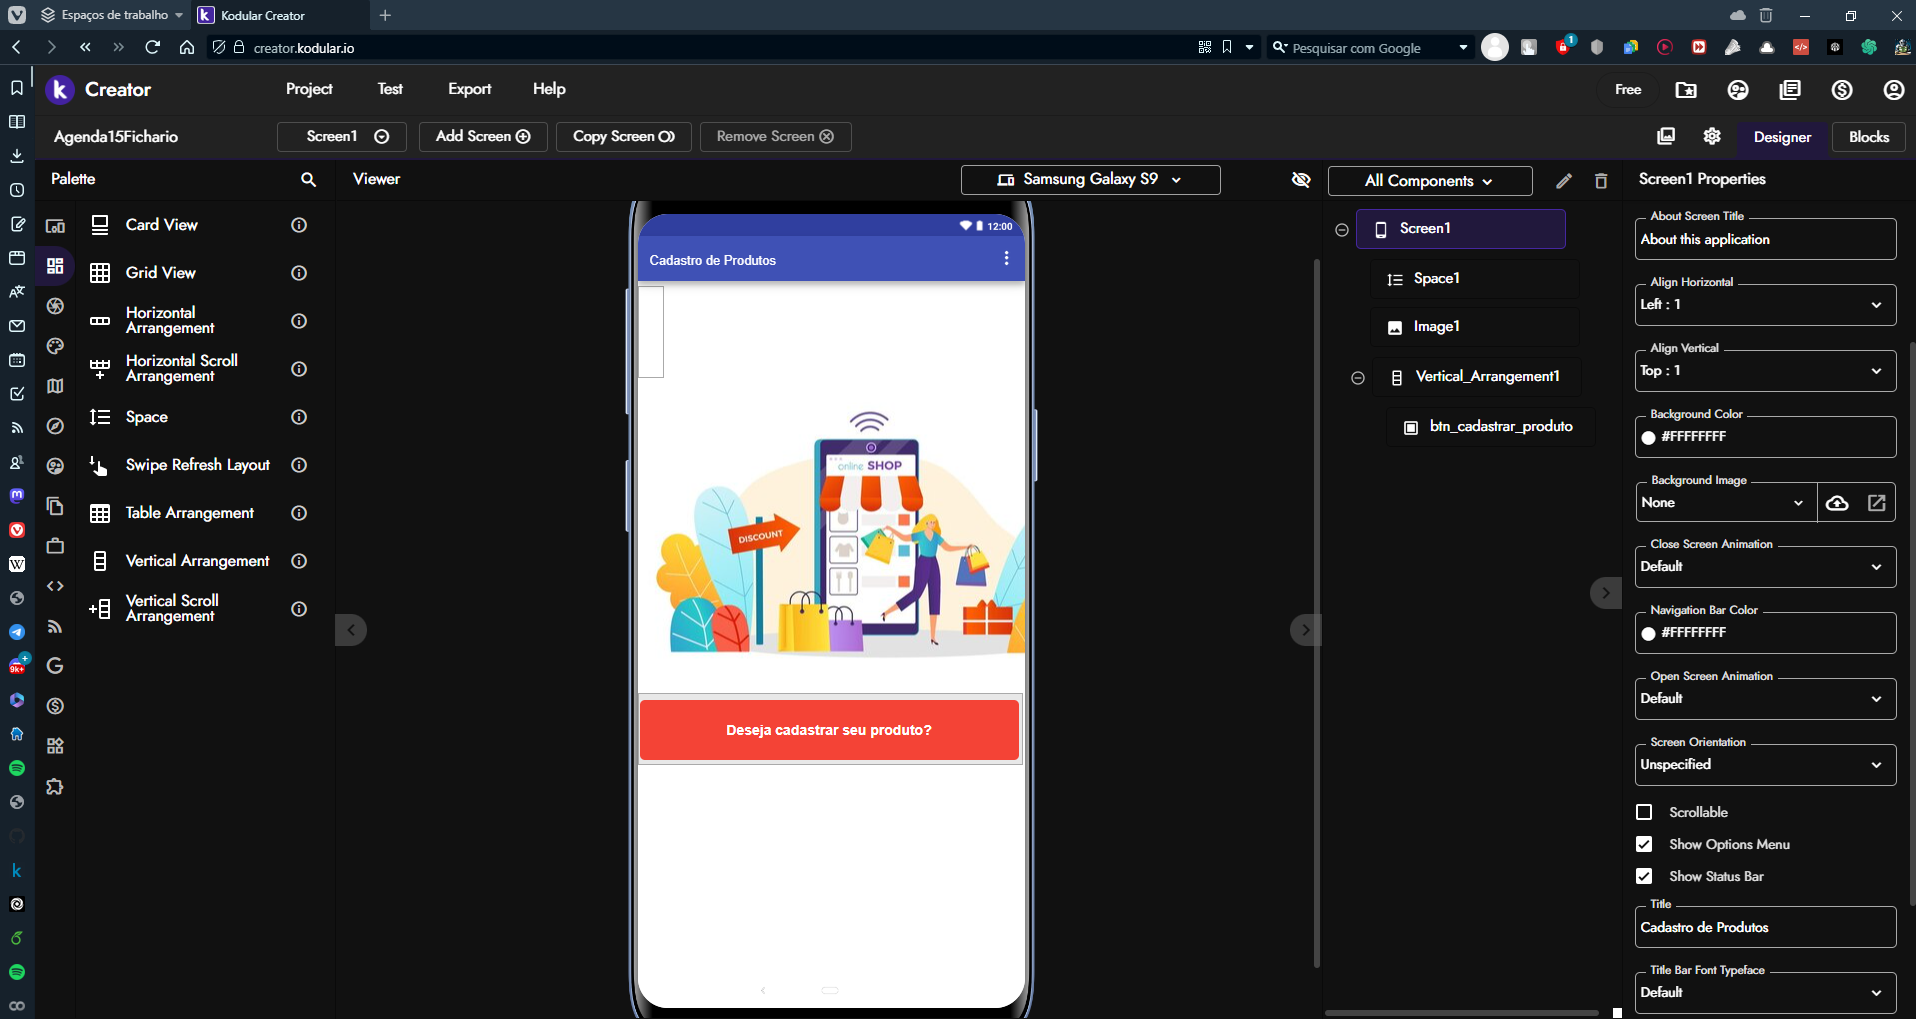 Espaços de trabalho
Kodular Creator
creator.kodular.io
Pesquisar com Google
1
Creator
Project
Test
Export
Help
Free
Agenda15Fichario
Screen1
Add Screen
Copy Screen
Remove Screen
Designer
Blocks
Palette
Viewer
Samsung Galaxy S9
All Components
Screen1 Properties
Card View
Grid View
Horizontal
Arrangement
Horizontal Scroll
Arrangement
Space
Swipe Refresh Layout
Table Arrangement
Vertical Arrangement
Vertical Scroll
Arrangement
9k+
12:00
Cadastro de Produtos
online SHOP
DISCOUNT
Deseja cadastrar seu produto?
Screen1
Space1
Image1
Vertical_Arrangement1
btn_cadastrar_produto
About Screen Title
About this application
Align Horizontal
Left : 1
Align Vertical
Top : 1
Background Color
#FFFFFFFF
Background Image
None
Close Screen Animation
Default
Navigation Bar Color
#FFFFFFFF
Open Screen Animation
Default
Screen Orientation
Unspecified
Scrollable
Show Options Menu
Show Status Bar
Title
Cadastro de Produtos
Title Bar Font Typeface
Default